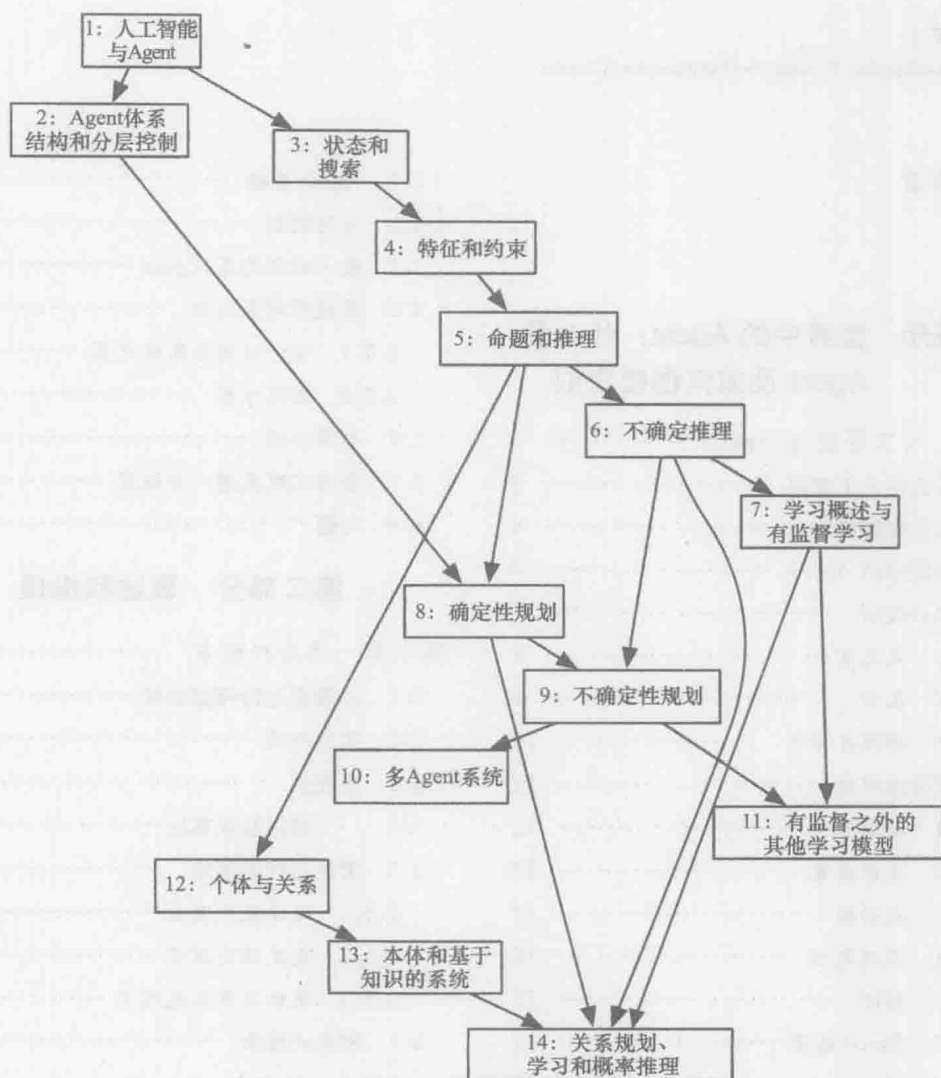 1：人工智能
与Agent
2：Agent体系
结构和分层控制
3：状态和
搜索
4：特征和约束
5：命题和推理
6：不确定推理
7：学习概述与
有监督学习
8：确定性规划
9：不确定性规划
10：多Agent系统
11：有监督之外的
其他学习模型
12：个体与关系
13：本体和基于
知识的系统
14：关系规划、
学习和概率推理